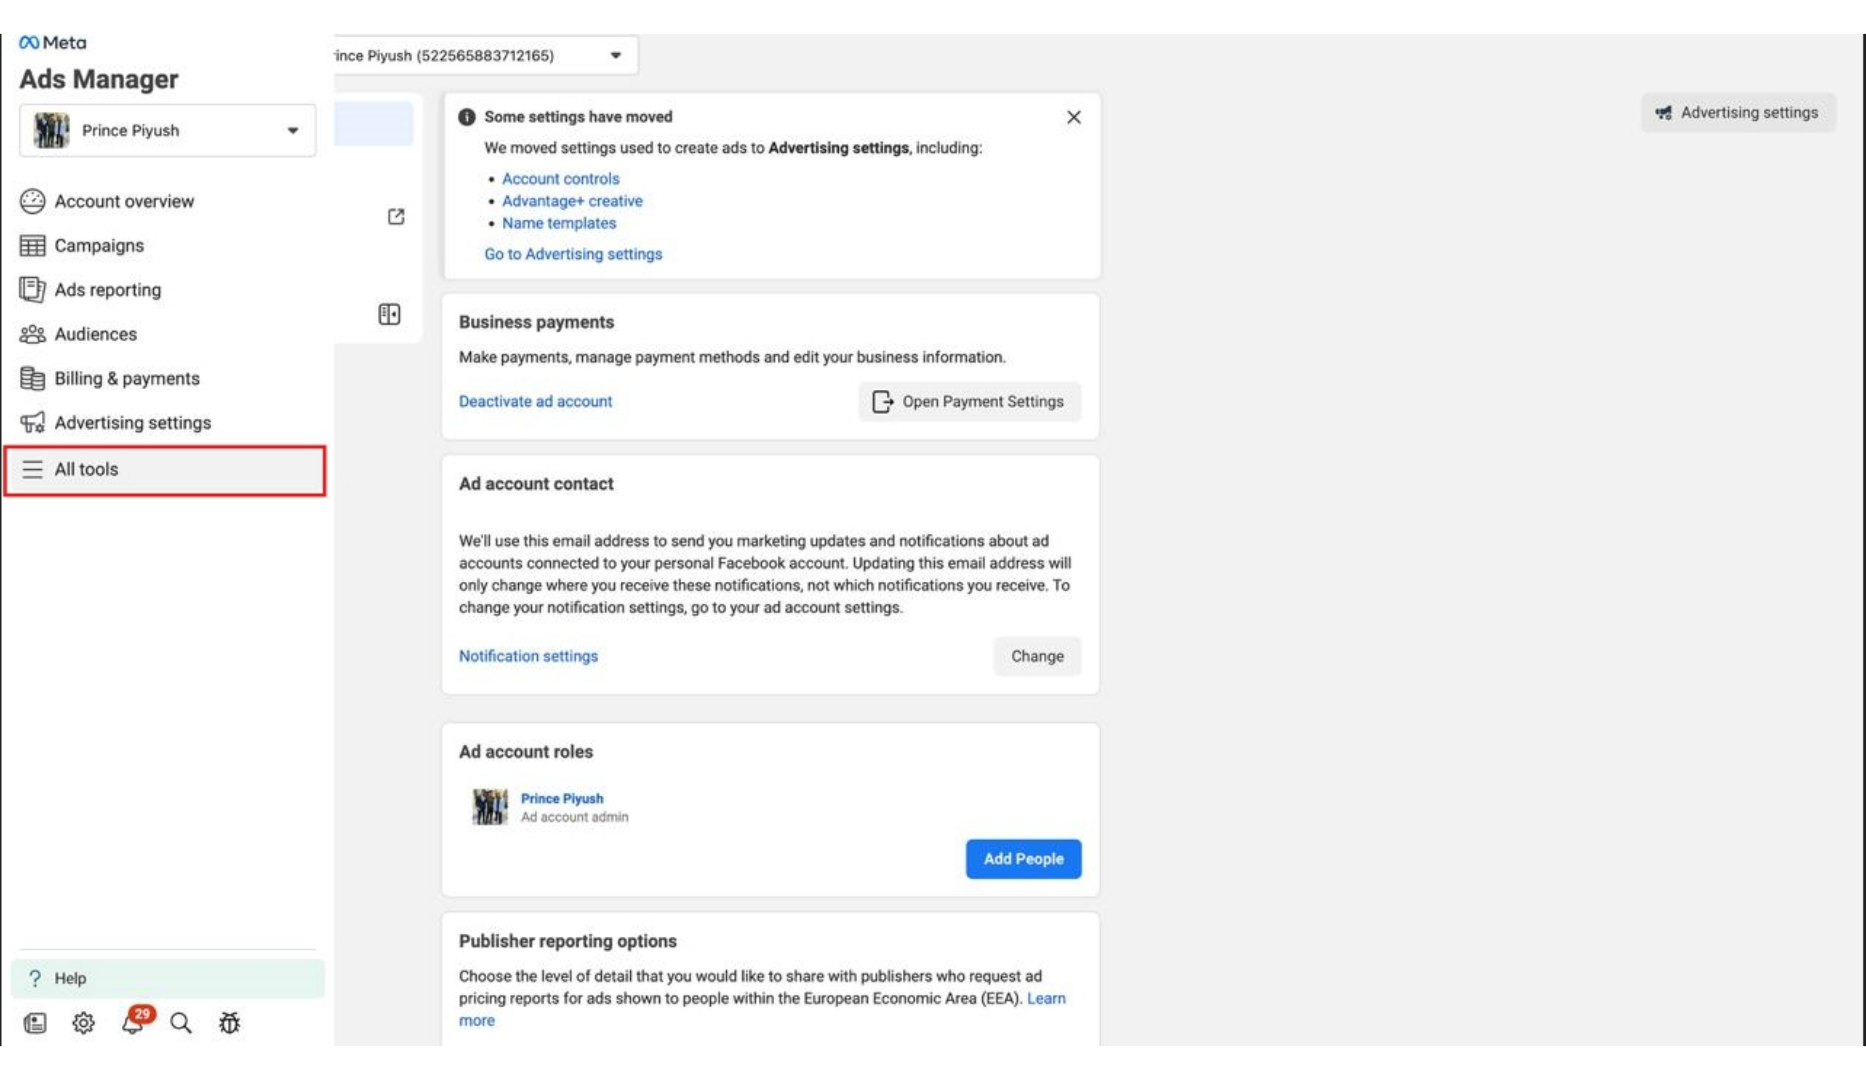 Meta
Ads Manager
Prince Piyush
Account overview
Campaigns
Ads reporting
Audiences
Billing & payments
Advertising settings
All tools
? Help
29
rince Piyush (522565883712165)
Advertising settings
Some settings have moved
We moved settings used to create ads to Advertising settings, including:
• Account controls
• Advantage+ creative
• Name templates
Go to Advertising settings
Business payments
Make payments, manage payment methods and edit your business information.
Deactivate ad account
Open Payment Settings
Ad account contact
We'll use this email address to send you marketing updates and notifications about ad
accounts connected to your personal Facebook account. Updating this email address will
only change where you receive these notifications, not which notifications you receive. To
change your notification settings, go to your ad account settings.
Notification settings
Change
Ad account roles
Prince Piyush
Ad account admin
Add People
Publisher reporting options
Choose the level of detail that you would like to share with publishers who request ad
pricing reports for ads shown to people within the European Economic Area (EEA). Learn
more